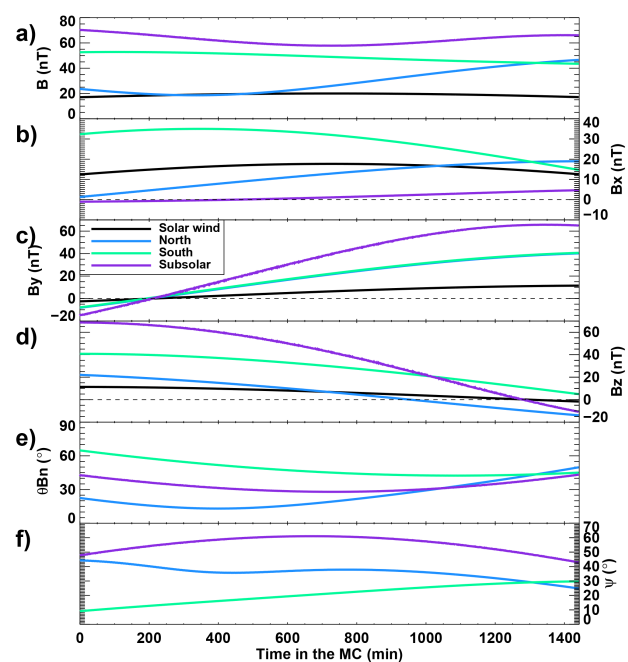 a)
B (nT)
80
60
40
20
0
b)
40
30
20
10
0
−10
Bx (nT)
c)
By (nT)
60
40
20
0
−20
Solar wind
North
South
Subsolar
d)
60
40
20
0
−20
Bz (nT)
e)
θBn (°)
90
60
30
0
f)
70
60
50
40
30
20
10
0
ψ (°)
0 200 400 600 800 1000 1200 1400
Time in the MC (min)